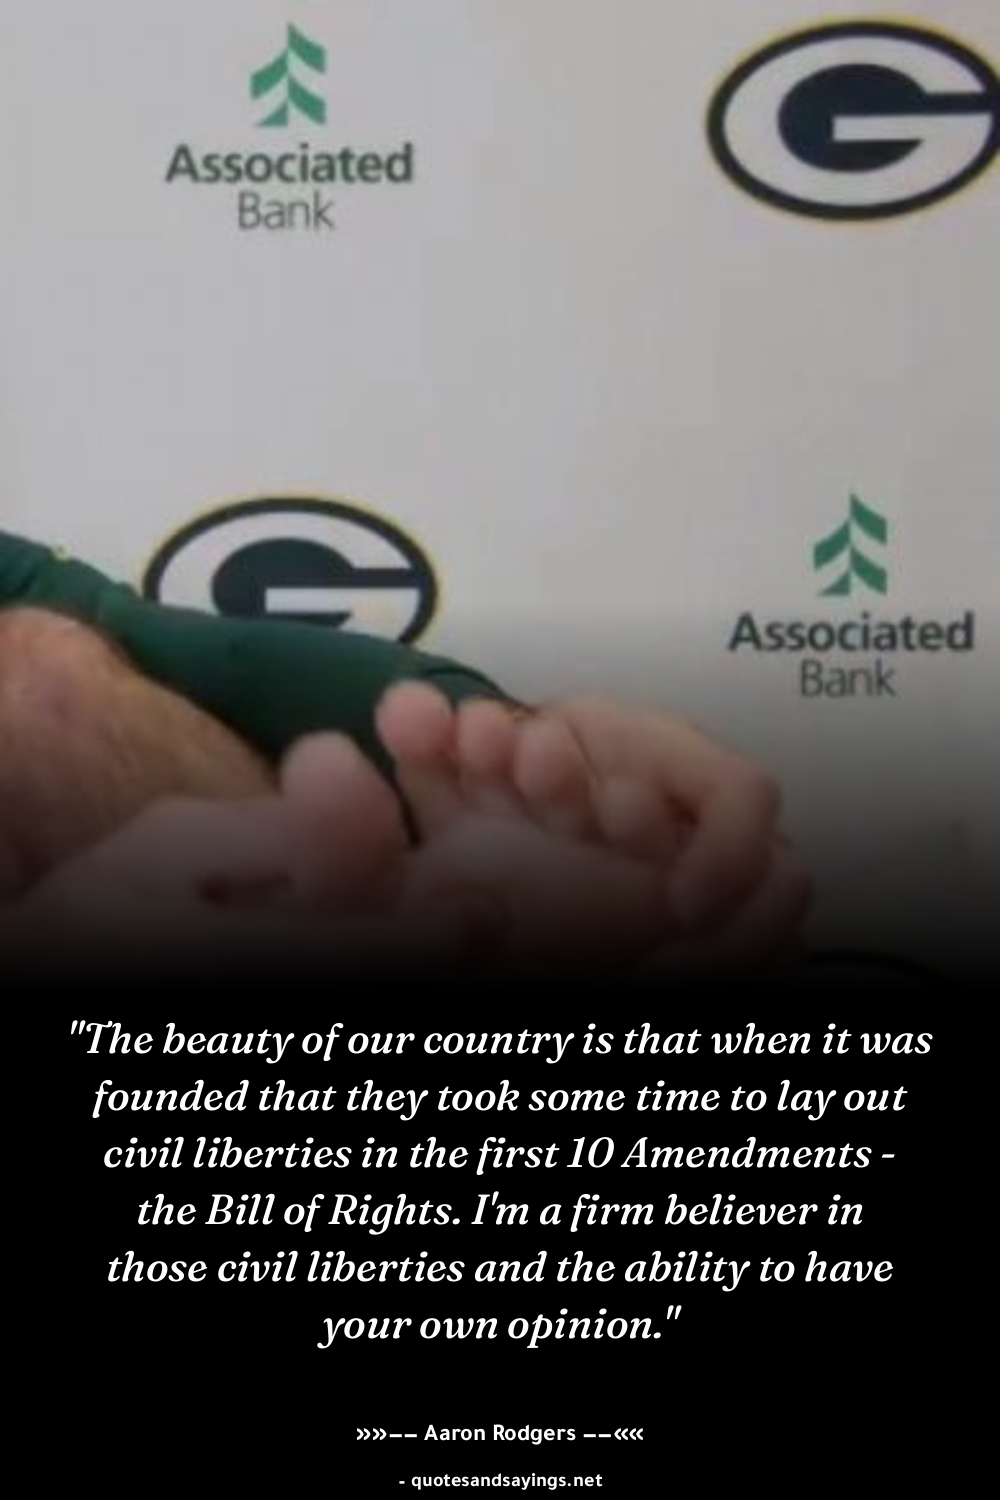 Associated
Bank
G
G
Associated
Bank
"The beauty of our country is that when it was
founded that they took some time to lay out
civil liberties in the first 10 Amendments -
the Bill of Rights. I'm a firm believer in
those civil liberties and the ability to have
your own opinion."
»»−− Aaron Rodgers −−««
- quotesandsayings.net